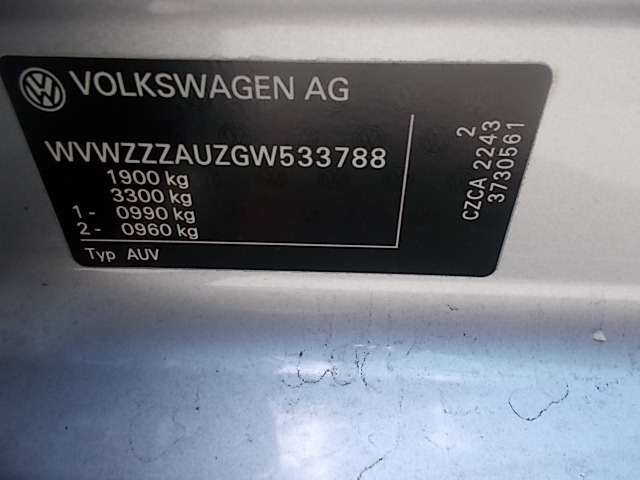 VOLKSWAGEN AG
WVWZZZAUZGW533788
1900 kg
3300 kg
1 - 0990 kg
2 - 0960 kg
Typ AUV
2
CZCA 2243
3730561